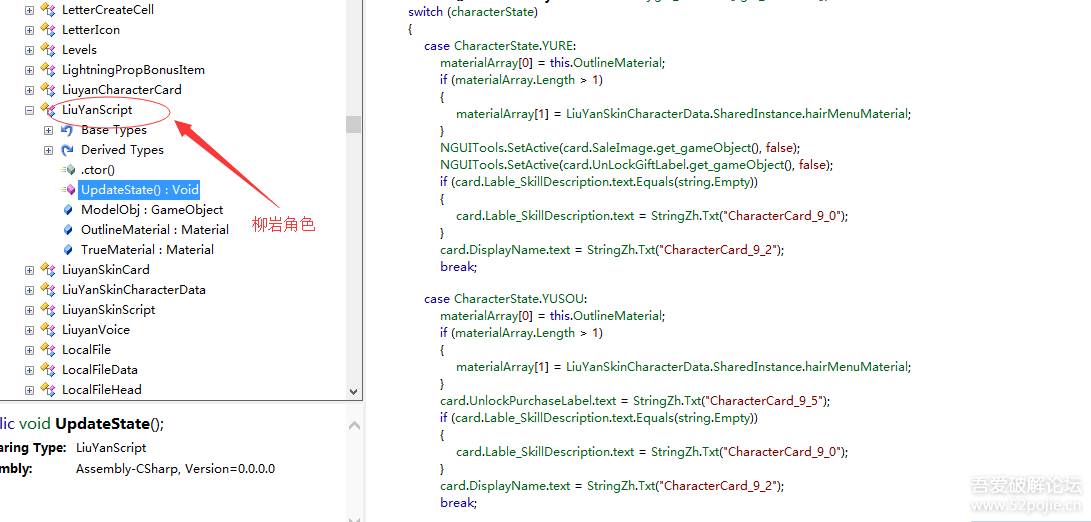 LetterCreateCell
LetterIcon
Levels
LightningPropBonusItem
LiuyanCharacterCard
LiuYanScript
Base Types
Derived Types
.ctor()
UpdateState() : Void
ModelObj : GameObject
OutlineMaterial : Material
TrueMaterial : Material
LiuyanSkinCard
LiuYanSkinCharacterData
LiuyanSkinScript
LiuyanVoice
LocalFile
LocalFileData
LocalFileHead
柳岩角色
lic void UpdateState();
aring Type: LiuYanScript
mbly: Assembly-CSharp, Version=0.0.0.0
switch (characterState)
{
case CharacterState.YURE:
materialArray[0] = this.OutlineMaterial;
if (materialArray.Length > 1)
{
materialArray[1] = LiuYanSkinCharacterData.SharedInstance.hairMenuMaterial;
}
NGUITools.SetActive(card.SaleImage.get_gameObject(), false);
NGUITools.SetActive(card.UnLockGiftLabel.get_gameObject(), false);
if (card.Lable_SkillDescription.text.Equals(string.Empty))
{
card.Lable_SkillDescription.text = StringZh.Txt("CharacterCard_9_0");
}
card.DisplayName.text = StringZh.Txt("CharacterCard_9_2");
break;
case CharacterState.YUSOU:
materialArray[0] = this.OutlineMaterial;
if (materialArray.Length > 1)
{
materialArray[1] = LiuYanSkinCharacterData.SharedInstance.hairMenuMaterial;
}
card.UnlockPurchaseLabel.text = StringZh.Txt("CharacterCard_9_5");
if (card.Lable_SkillDescription.text.Equals(string.Empty))
{
card.Lable_SkillDescription.text = StringZh.Txt("CharacterCard_9_0");
}
card.DisplayName.text = StringZh.Txt("CharacterCard_9_2");
break;
吾爱破解论坛
www.52pojie.cn